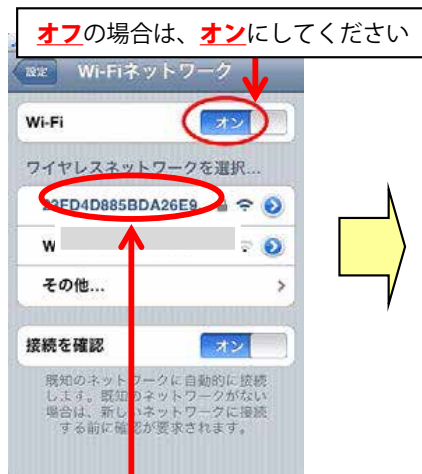 オフの場合は、オンにしてください
設定 Wi-Fiネットワーク
Wi-Fi オン
ワイヤレスネットワークを選択...
23FD4D885BDA26E9
W
その他...
接続を確認 オン
既知のネットワークに自動的に接続
します。既知のネットワークがない
場合は、新しいネットワークに接続
する前に確認が要求されます。